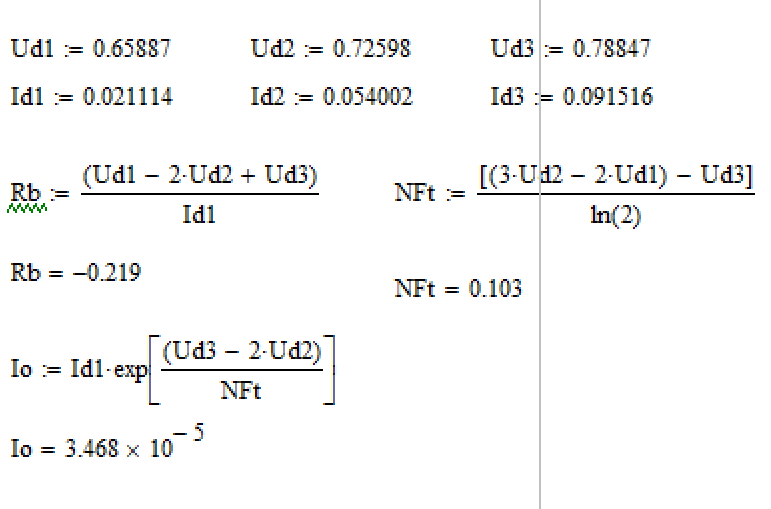 Ud1 := 0.65887 Ud2 := 0.72598 Ud3 := 0.78847
Id1 := 0.021114 Id2 := 0.054002 Id3 := 0.091516
Rb := (Ud1 − 2·Ud2 + Ud3) / Id1 NFt := [(3·Ud2 − 2·Ud1) − Ud3] / ln(2)
Rb = −0.219 NFt = 0.103
Io := Id1·exp[(Ud3 − 2·Ud2) / NFt]
Io = 3.468 × 10^−5